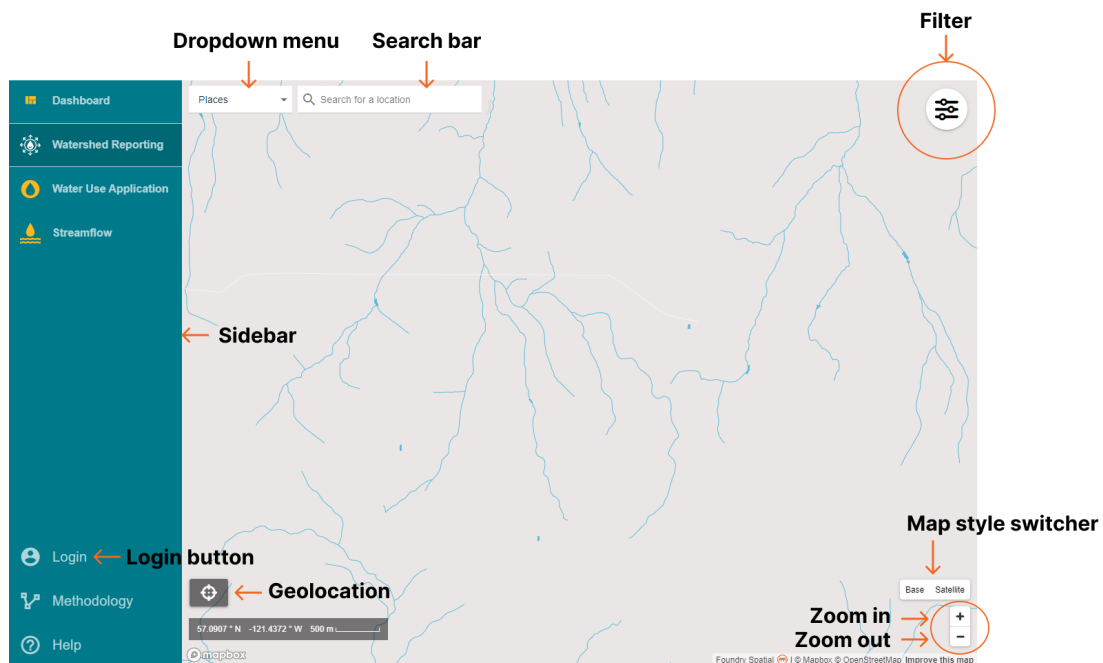 Filter
Dropdown menu
Search bar
Dashboard
Places
Search for a location
Watershed Reporting
Water Use Application
Streamflow
Sidebar
Map style switcher
Login
Login button
Geolocation
Base Satellite
Methodology
Zoom in
+
57.0907 ° N -121.4372 ° W 500 m
Zoom out
−
Help
mapbox
Foundry Spatial | © Mapbox © OpenStreetMap Improve this map